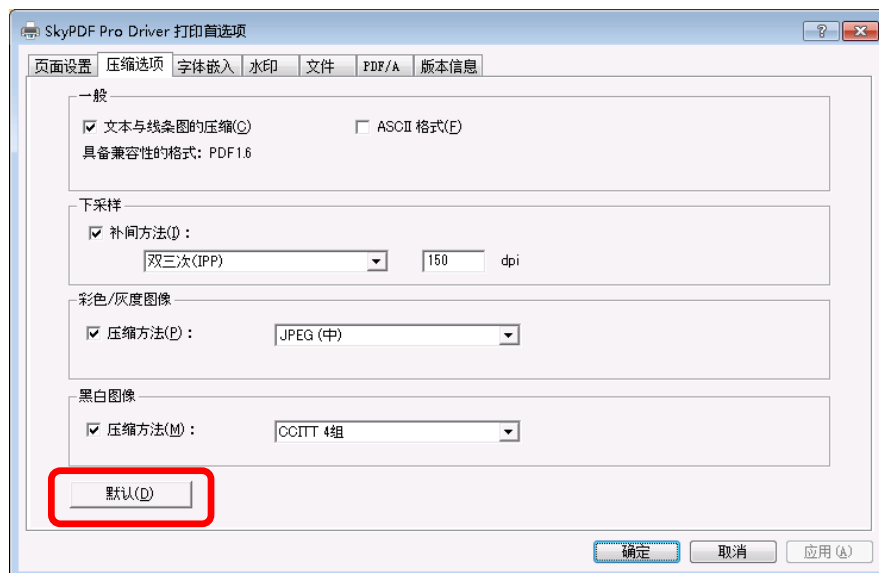 SkyPDF Pro Driver 打印首选项
页面设置 压缩选项 字体嵌入 水印 文件 PDF/A 版本信息
一般
文本与线条图的压缩(C) ASCII 格式(F)
具备兼容性的格式: PDF1.6
下采样
补间方法(I):
双三次(IPP) 150 dpi
彩色/灰度图像
压缩方法(P): JPEG (中)
黑白图像
压缩方法(M): CCITT 4组
默认(D)
确定 取消 应用(A)